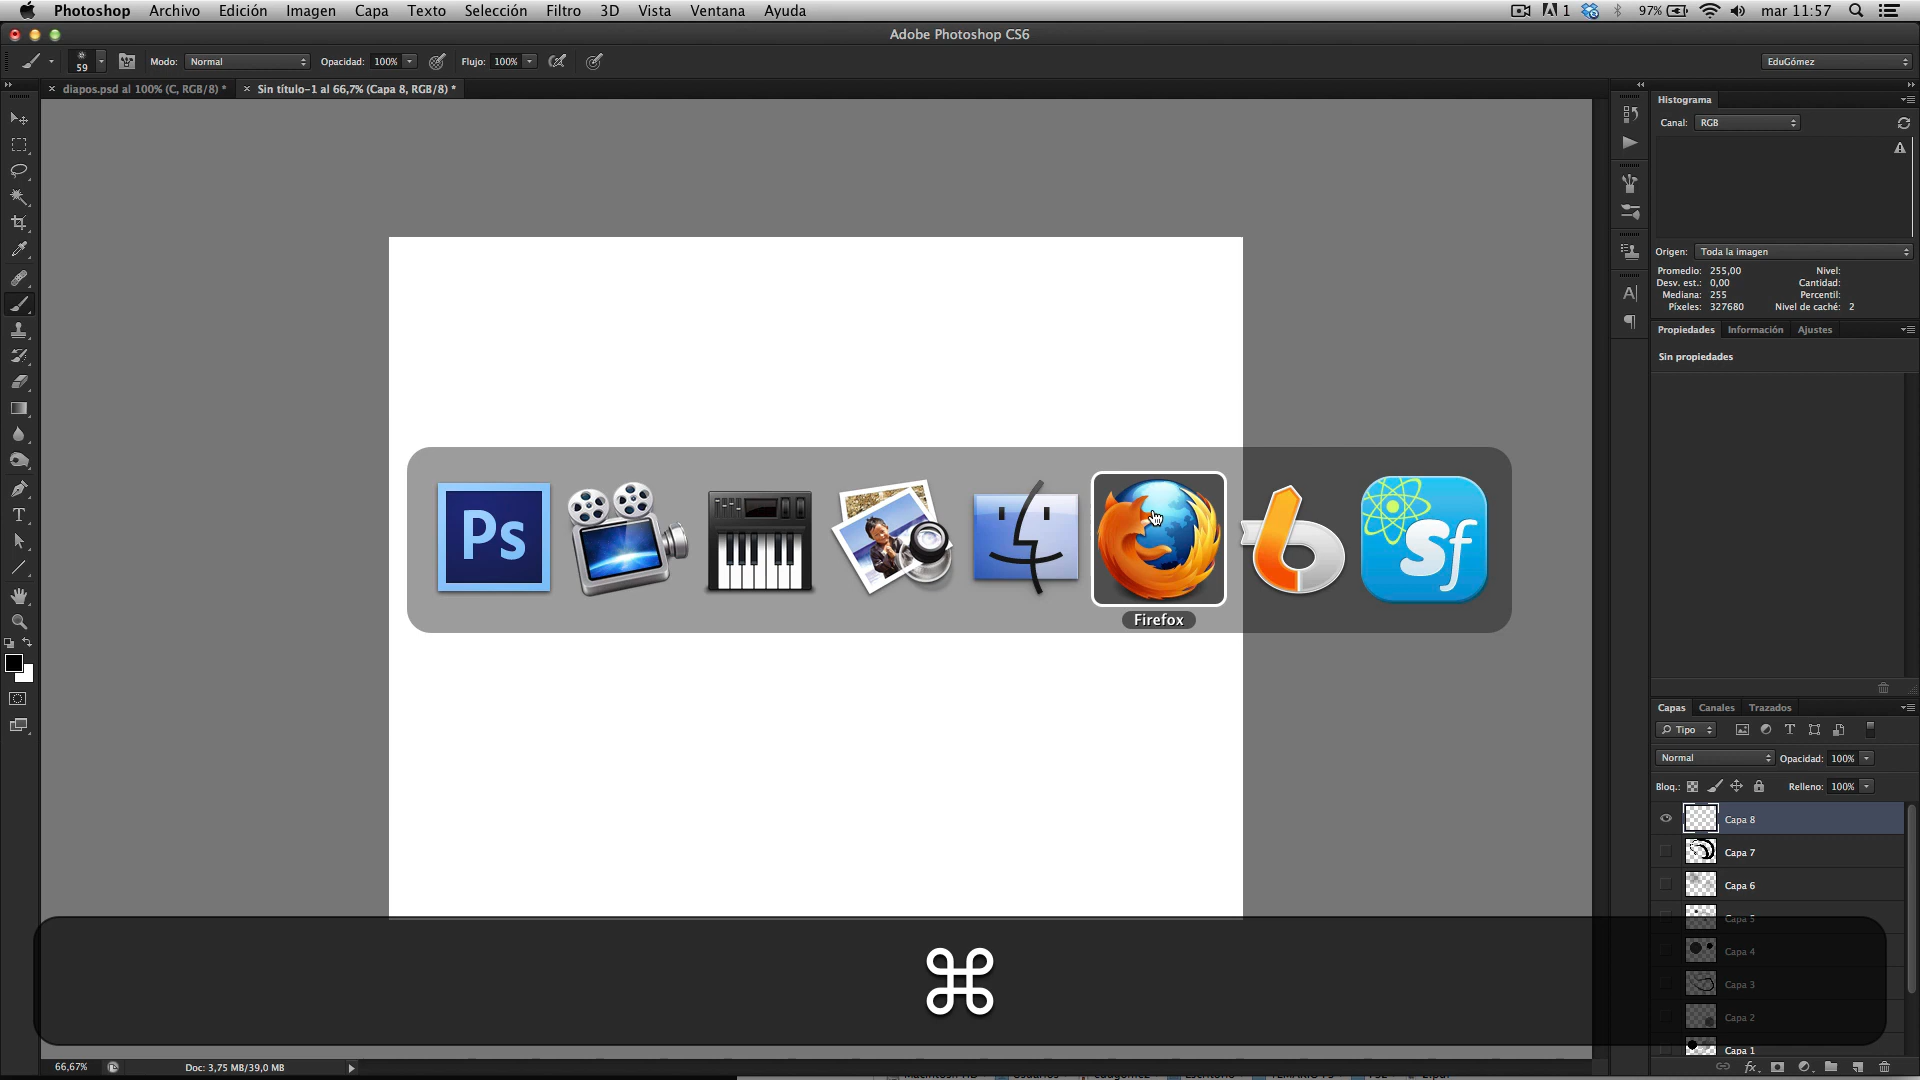 Photoshop Archivo Edición Imagen Capa Texto Selección Filtro 3D Vista Ventana Ayuda 1 97% mar 11:57
Adobe Photoshop CS6
59 Modo: Normal Opacidad: 100% Flujo: 100% EduGómez
× diapos.psd al 100% (C, RGB/8) * × Sin título-1 al 66,7% (Capa 8, RGB/8) *
Histograma
Canal: RGB
Origen: Toda la imagen
Promedio: 255,00 Nivel:
Desv. est.: 0,00 Cantidad:
Mediana: 255 Percentil:
Píxeles: 327680 Nivel de caché: 2
Propiedades Información Ajustes
Sin propiedades
Ps
Sf
Firefox
Capas Canales Trazados
Tipo
Normal Opacidad: 100%
Bloq.: Relleno: 100%
Capa 8
Capa 7
Capa 6
Capa 5
Capa 4
Capa 3
Capa 2
Capa 1
⌘
66,67% Doc: 3,75 MB/39,0 MB